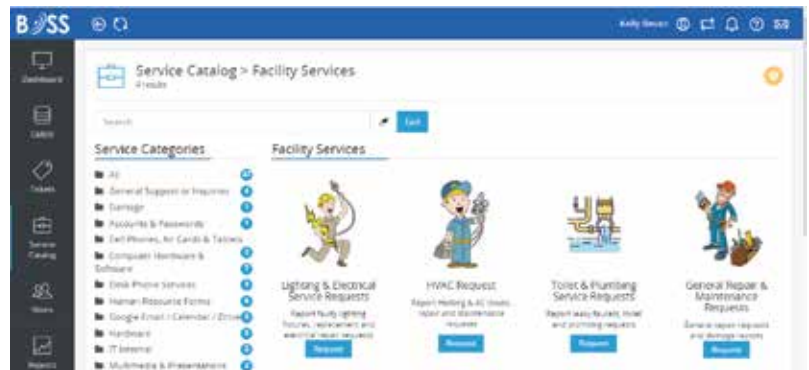 BOSS
Kelly
Dashboard
Service Catalog > Facility Services
4 results
Search
Tickets
Service Categories
Facility Services
All
General Support or Inquiries
Damage
Accounts & Passwords
Cell Phones, Air Cards & Tablets
Service
Catalog
Computer Hardware &
Software
Desk Phone Services
Human Resource Forms
Google Email / Calendar / Drive
Hardware
IT Internal
Multimedia & Presentations
Projects
Lighting & Electrical
Service Requests
Report faulty lighting
fixtures, replacement and
electrical repair requests
Request
HVAC Request
Report Heating & AC issues,
repair and maintenance
requests
Request
Toilet & Plumbing
Service Requests
Report leaky faucets, toilet
and plumbing requests
Request
General Repair &
Maintenance
Requests
General repair requests
and damage reports
Request